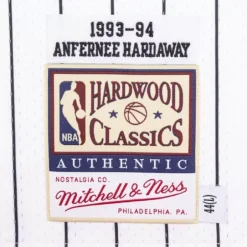 1993-94
ANFERNEE HARDAWAY
HARDWOOD
NBA
CLASSICS
AUTHENTIC
NOSTALGIA CO.
Mitchell & Ness
PHILADELPHIA, PA.
44(L)